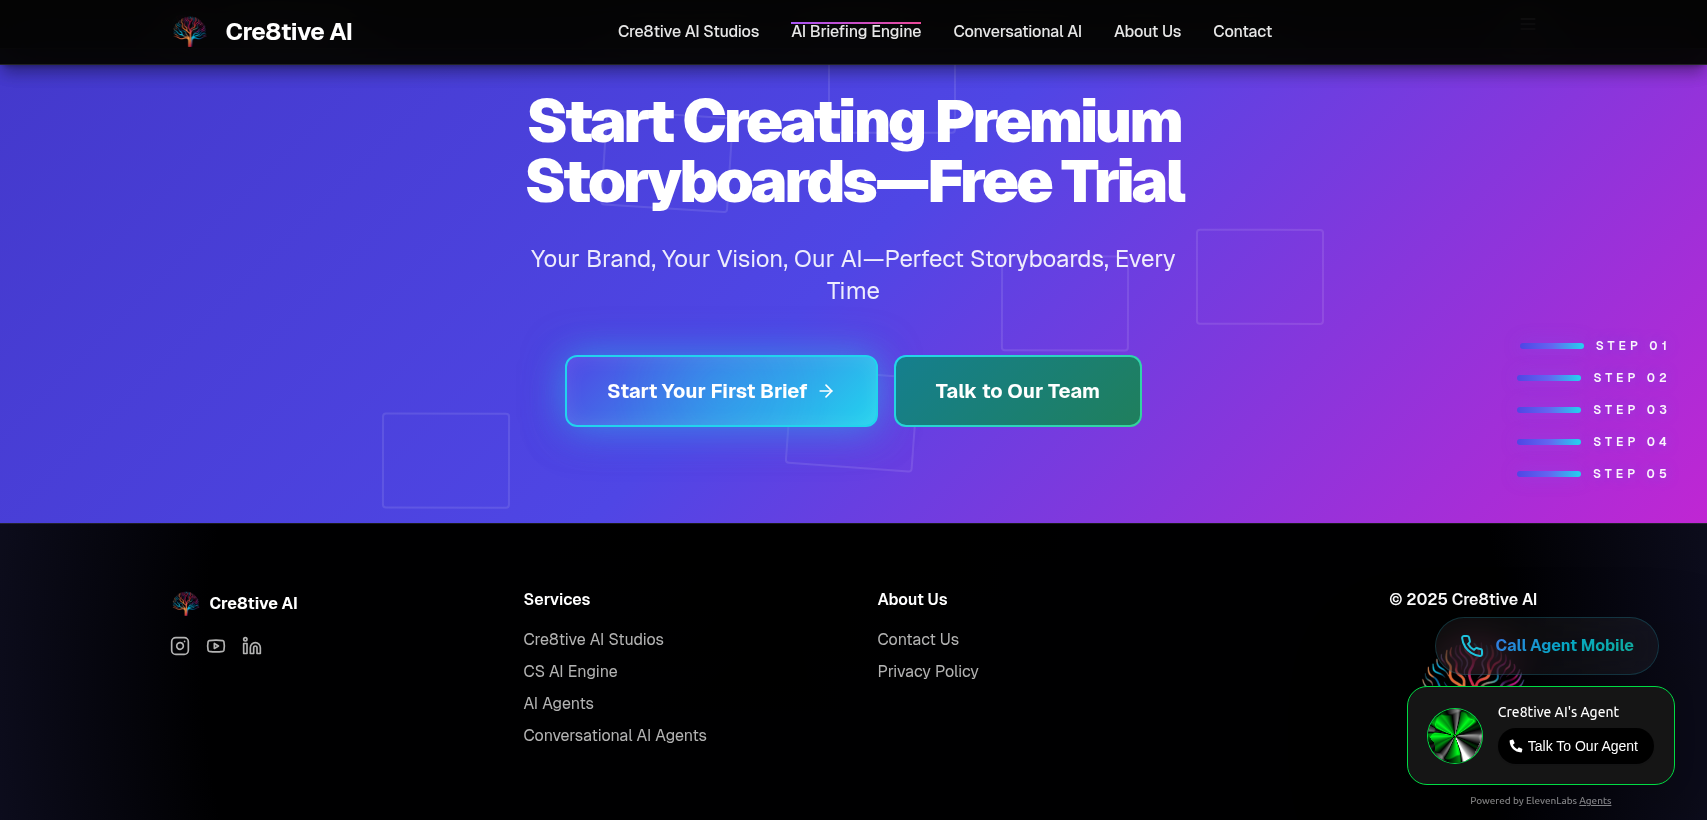 Cre8tive AI
Cre8tive AI Studios
AI Briefing Engine
Conversational AI
About Us
Contact
Start Creating Premium
Storyboards—Free Trial
Your Brand, Your Vision, Our AI—Perfect Storyboards, Every
Time
Start Your First Brief
Talk to Our Team
STEP 01
STEP 02
STEP 03
STEP 04
STEP 05
Cre8tive AI
Services
Cre8tive AI Studios
CS AI Engine
AI Agents
Conversational AI Agents
About Us
Contact Us
Privacy Policy
© 2025 Cre8tive AI
Call Agent Mobile
Cre8tive AI's Agent
Talk To Our Agent
Powered by ElevenLabs Agents